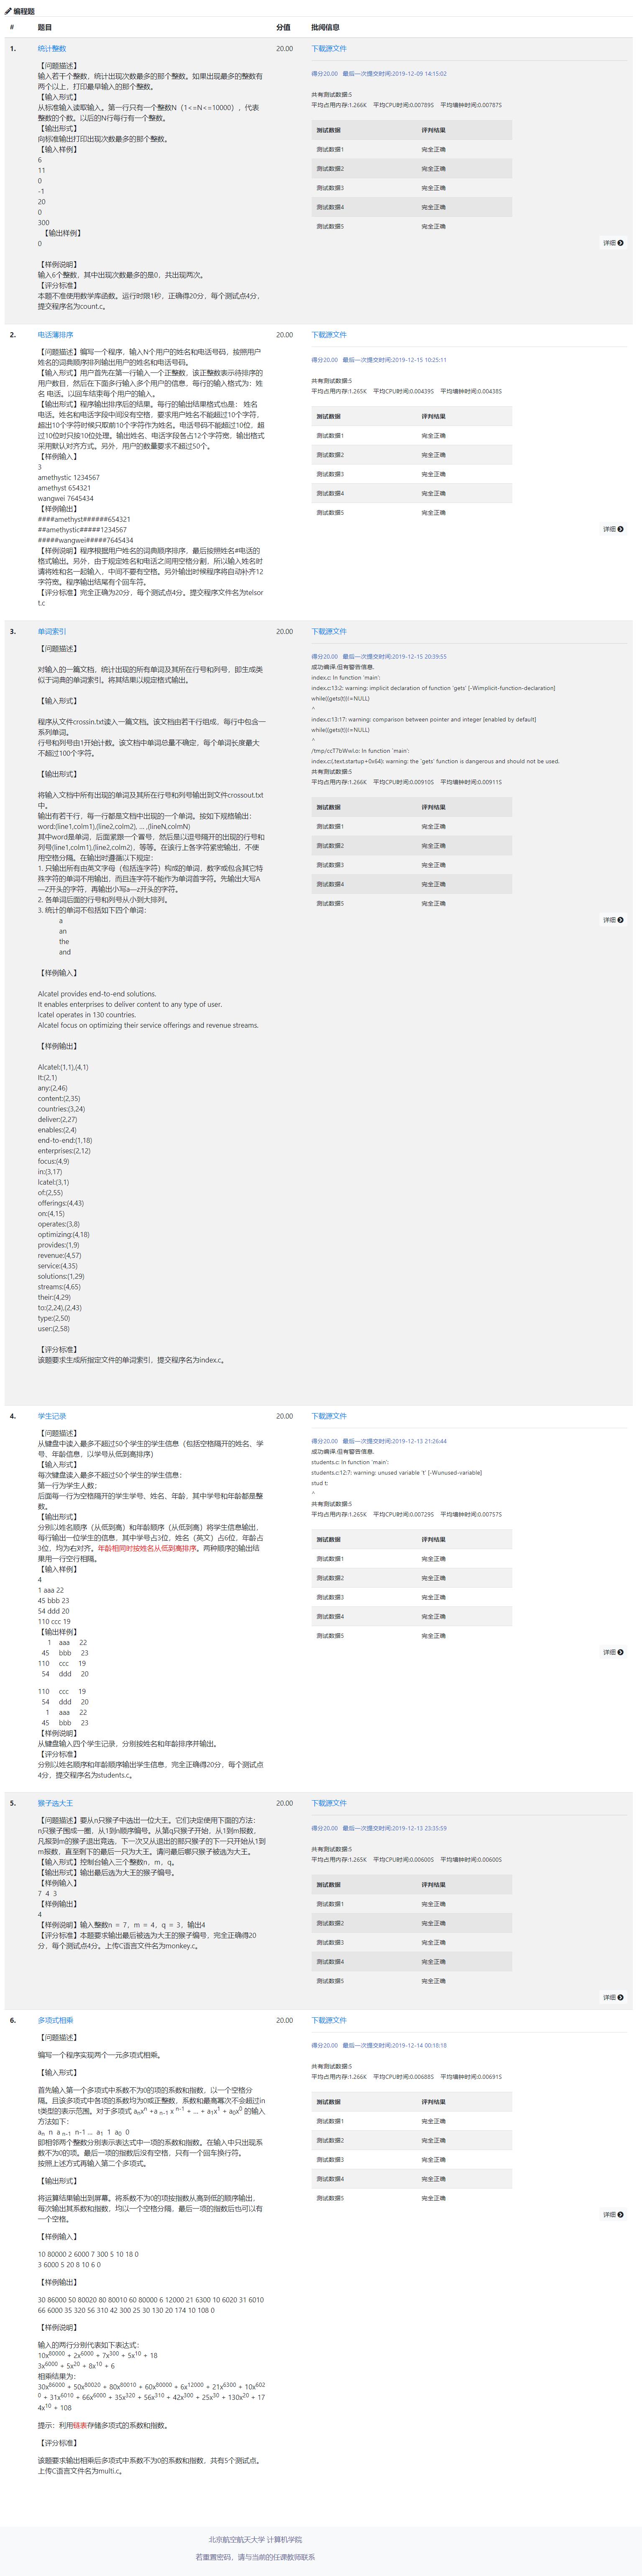 编程题
# 题目 分值 批阅信息
1. 统计整数 20.00 下载源文件
【问题描述】
输入若干个整数，统计出现次数最多的那个整数。如果出现最多的整数有
两个以上，打印最早输入的那个整数。
【输入形式】
从标准输入读取输入。第一行只有一个整数N（1<=N<=10000），代表
整数的个数。以后的N行每行有一个整数。
【输出形式】
向标准输出打印出现次数最多的那个整数。
【输入样例】
6
11
0
-1
20
0
300
【输出样例】
0
【样例说明】
输入6个整数，其中出现次数最多的是0，共出现两次。
【评分标准】
本题不准使用数学库函数。运行时限1秒，正确得20分，每个测试点4分，
提交程序名为count.c。
得分20.00 最后一次提交时间:2019-12-09 14:15:02
共有测试数据:5
平均占用内存:1.266K 平均CPU时间:0.00789S 平均墙钟时间:0.00787S
测试数据 评判结果
测试数据1 完全正确
测试数据2 完全正确
测试数据3 完全正确
测试数据4 完全正确
测试数据5 完全正确
详细
2. 电话簿排序 20.00 下载源文件
【问题描述】编写一个程序，输入N个用户的姓名和电话号码，按照用户
姓名的词典顺序排列输出用户的姓名和电话号码。
【输入形式】用户首先在第一行输入一个正整数，该正整数表示待排序的
用户数目，然后在下面多行输入多个用户的信息，每行的输入格式为：姓
名 电话。以回车结束每个用户的输入。
【输出形式】程序输出排序后的结果。每行的输出结果格式也是： 姓名
电话。姓名和电话字段中间没有空格，要求用户姓名不能超过10个字符，
超出10个字符时候只取前10个字符作为姓名。电话号码不能超过10位，超
过10位时只按10位处理。输出姓名，电话字段各占12个字符宽，输出格式
采用默认对齐方式。另外，用户的数量要求不超过50个。
【样例输入】
3
amethystic 1234567
amethyst 654321
wangwei 7645434
【样例输出】
####amethyst######654321
##amethystic#####1234567
#####wangwei#####7645434
【样例说明】程序根据用户姓名的词典顺序排序，最后按照姓名#电话的
格式输出。另外，由于规定姓名和电话之间用空格分割，所以输入姓名时
请将姓和名一起输入，中间不要有空格。另外输出时候程序将自动补齐12
字符宽。程序输出结尾有个回车符。
【评分标准】完全正确为20分，每个测试点4分。提交程序文件名为telsor
t.c
得分20.00 最后一次提交时间:2019-12-15 10:25:11
共有测试数据:5
平均占用内存:1.265K 平均CPU时间:0.00439S 平均墙钟时间:0.00438S
测试数据 评判结果
测试数据1 完全正确
测试数据2 完全正确
测试数据3 完全正确
测试数据4 完全正确
测试数据5 完全正确
详细
3. 单词索引 20.00 下载源文件
【问题描述】
对输入的一篇文档，统计出现的所有单词及其所在行号和列号，即生成类
似于词典的单词索引。将其结果以规定格式输出。
【输入形式】
程序从文件crossin.txt读入一篇文档。该文档由若干行组成，每行中包含一
系列单词。
行号和列号由1开始计数。该文档中单词总量不确定，每个单词长度最大
不超过100个字符。
【输出形式】
将输入文档中所有出现的单词及其所在行号和列号输出到文件crossout.txt
中。
输出有若干行，每一行都是文档中出现的一个单词。按如下规格输出：
word:(line1,colm1),(line2,colm2), ... ,(lineN,colmN)
其中word是单词，后面紧跟一个冒号，然后是以逗号隔开的出现的行号和
列号(line1,colm1),(line2,colm2)，等等。在该行上各字符紧密输出，不使
用空格分隔。在输出时遵循以下规定：
1. 只输出所有由英文字母（包括连字符）构成的单词，数字或包含其它特
殊字符的单词不用输出，而且连字符不能作为单词首字符。先输出大写A
—Z开头的字符，再输出小写a—z开头的字符。
2. 各单词后面的行号和列号从小到大排列。
3. 统计的单词不包括如下四个单词：
a
an
the
and
【样例输入】
Alcatel provides end-to-end solutions.
It enables enterprises to deliver content to any type of user.
lcatel operates in 130 countries.
Alcatel focus on optimizing their service offerings and revenue streams.
【样例输出】
Alcatel:(1,1),(4,1)
It:(2,1)
any:(2,46)
content:(2,35)
countries:(3,24)
deliver:(2,27)
enables:(2,4)
end-to-end:(1,18)
enterprises:(2,12)
focus:(4,9)
in:(3,17)
lcatel:(3,1)
of:(2,55)
offerings:(4,43)
on:(4,15)
operates:(3,8)
optimizing:(4,18)
provides:(1,9)
revenue:(4,57)
service:(4,35)
solutions:(1,29)
streams:(4,65)
their:(4,29)
to:(2,24),(2,43)
type:(2,50)
user:(2,58)
【评分标准】
该题要求生成所指定文件的单词索引，提交程序名为index.c。
得分20.00 最后一次提交时间:2019-12-15 20:39:55
成功编译,但有警告信息.
index.c: In function 'main':
index.c:13:2: warning: implicit declaration of function 'gets' [-Wimplicit-function-declaration]
while((gets(t))!=NULL)
^
index.c:13:17: warning: comparison between pointer and integer [enabled by default]
while((gets(t))!=NULL)
^
/tmp/ccT7bWwI.o: In function `main':
index.c:(.text.startup+0x64): warning: the `gets' function is dangerous and should not be used.
共有测试数据:5
平均占用内存:1.266K 平均CPU时间:0.00910S 平均墙钟时间:0.00911S
测试数据 评判结果
测试数据1 完全正确
测试数据2 完全正确
测试数据3 完全正确
测试数据4 完全正确
测试数据5 完全正确
详细
4. 学生记录 20.00 下载源文件
【问题描述】
从键盘中读入最多不超过50个学生的学生信息（包括空格隔开的姓名、学
号、年龄信息，以学号从低到高排序）
【输入形式】
每次键盘读入最多不超过50个学生的学生信息：
第一行为学生人数；
后面每一行为空格隔开的学生学号、姓名、年龄，其中学号和年龄都是整
数。
【输出形式】
分别以姓名顺序（从低到高）和年龄顺序（从低到高）将学生信息输出，
每行输出一位学生的信息，其中学号占3位，姓名（英文）占6位，年龄占
3位，均为右对齐。年龄相同时按姓名从低到高排序。两种顺序的输出结
果用一行空行相隔。
【输入样例】
4
1 aaa 22
45 bbb 23
54 ddd 20
110 ccc 19
【输出样例】
1 aaa 22
45 bbb 23
110 ccc 19
54 ddd 20
110 ccc 19
54 ddd 20
1 aaa 22
45 bbb 23
【样例说明】
从键盘输入四个学生记录，分别按姓名和年龄排序并输出。
【评分标准】
分别以姓名顺序和年龄顺序输出学生信息，完全正确得20分，每个测试点
4分，提交程序名为students.c。
得分20.00 最后一次提交时间:2019-12-13 21:26:44
成功编译,但有警告信息.
students.c: In function 'main':
students.c:12:7: warning: unused variable 't' [-Wunused-variable]
stud t;
^
共有测试数据:5
平均占用内存:1.265K 平均CPU时间:0.00729S 平均墙钟时间:0.00757S
测试数据 评判结果
测试数据1 完全正确
测试数据2 完全正确
测试数据3 完全正确
测试数据4 完全正确
测试数据5 完全正确
详细
5. 猴子选大王 20.00 下载源文件
【问题描述】要从n只猴子中选出一位大王。它们决定使用下面的方法：
n只猴子围成一圈，从1到n顺序编号。从第q只猴子开始，从1到m报数，
凡报到m的猴子退出竞选，下一次又从退出的那只猴子的下一只开始从1到
m报数，直至剩下的最后一只为大王。请问最后哪只猴子被选为大王。
【输入形式】控制台输入三个整数n，m，q。
【输出形式】输出最后选为大王的猴子编号。
【样例输入】
7 4 3
【样例输出】
4
【样例说明】输入整数n = 7，m = 4，q = 3，输出4
【评分标准】本题要求输出最后被选为大王的猴子编号，完全正确得20
分，每个测试点4分。上传C语言文件名为monkey.c。
得分20.00 最后一次提交时间:2019-12-13 23:35:39
共有测试数据:5
平均占用内存:1.265K 平均CPU时间:0.00600S 平均墙钟时间:0.00600S
测试数据 评判结果
测试数据1 完全正确
测试数据2 完全正确
测试数据3 完全正确
测试数据4 完全正确
测试数据5 完全正确
详细
6. 多项式相乘 20.00 下载源文件
【问题描述】
编写一个程序实现两个一元多项式相乘。
【输入形式】
首先输入第一个多项式中系数不为0的项的系数和指数，以一个空格分
隔。且该多项式中各项的系数均为0或正整数，系数和最高幂次不会超过in
t类型的表示范围。对于多项式 anxn +a n-1 x n-1 + ... + a1x1 + a0x0 的输入
方法如下：
an n a n-1 n-1 ... a1 1 a0 0
即相邻两个整数分别表示表达式中一项的系数和指数。在输入中只出现系
数不为0的项。最后一项的指数后没有空格，只有一个回车换行符。
按照上述方式再输入第二个多项式。
【输出形式】
将运算结果输出到屏幕。将系数不为0的项按指数从高到低的顺序输出，
每次输出其系数和指数，均以一个空格分隔，最后一项的指数后也可以有
一个空格。
【样例输入】
10 80000 2 6000 7 300 5 10 18 0
3 6000 5 20 8 10 6 0
【样例输出】
30 86000 50 80020 80 80010 60 80000 6 12000 21 6300 10 6020 31 6010
66 6000 35 320 56 310 42 300 25 30 130 20 174 10 108 0
【样例说明】
输入的两行分别代表如下表达式：
10x80000 + 2x6000 + 7x300 + 5x10 + 18
3x6000 + 5x20 + 8x10 + 6
相乘结果为：
30x86000 + 50x80020 + 80x80010 + 60x80000 + 6x12000 + 21x6300 + 10x602
0 + 31x6010 + 66x6000 + 35x320 + 56x310 + 42x300 + 25x30 + 130x20 + 17
4x10 + 108
提示：利用链表存储多项式的系数和指数。
【评分标准】
该题要求输出相乘后多项式中系数不为0的系数和指数，共有5个测试点。
上传C语言文件名为multi.c。
得分20.00 最后一次提交时间:2019-12-14 00:18:18
共有测试数据:5
平均占用内存:1.266K 平均CPU时间:0.00688S 平均墙钟时间:0.00691S
测试数据 评判结果
测试数据1 完全正确
测试数据2 完全正确
测试数据3 完全正确
测试数据4 完全正确
测试数据5 完全正确
详细
北京航空航天大学 计算机学院
若重置密码，请与当前的任课教师联系